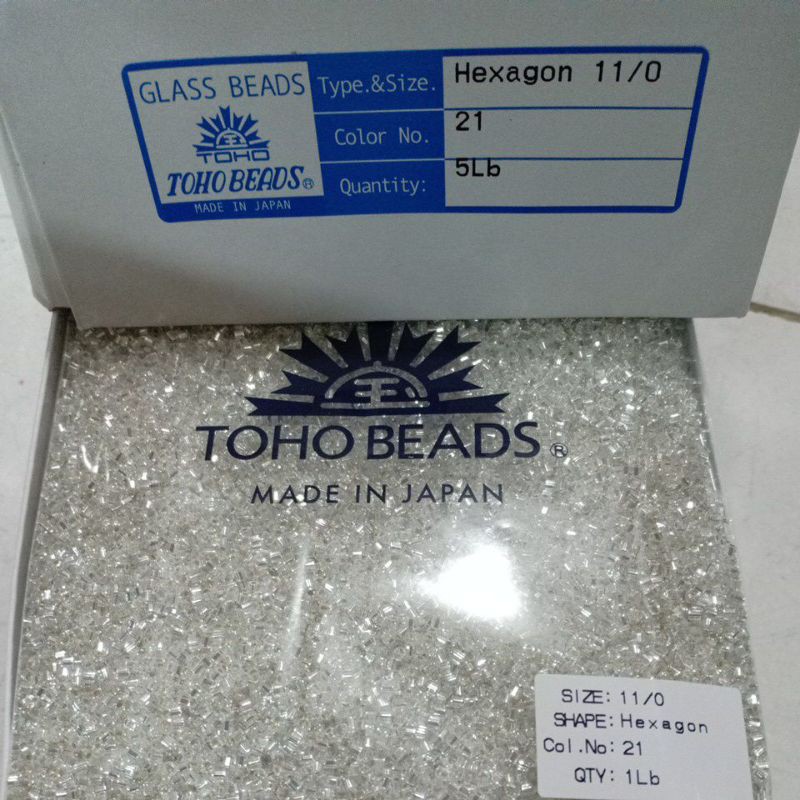 GLASS BEADS
TOHO
TOHO BEADS®
MADE IN JAPAN
Type.&Size. Hexagon 11/0
Color No. 21
Quantity: 5Lb
TOHO BEADS®
MADE IN JAPAN
SIZE: 11/0
SHAPE: Hexagon
Col.No: 21
QTY: 1Lb